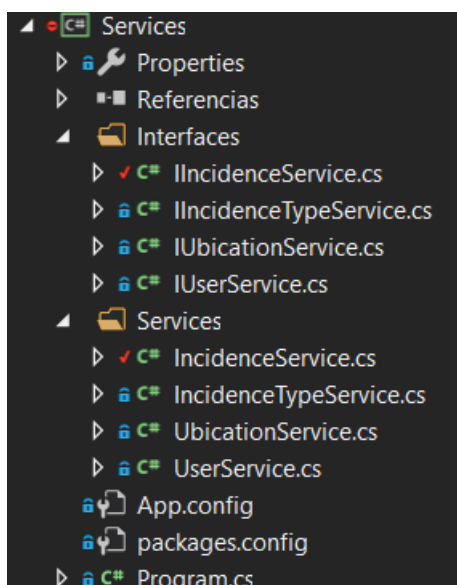 C# Services
Properties
Referencias
Interfaces
C# IIncidenceService.cs
C# IIncidenceTypeService.cs
C# IUbicationService.cs
C# IUserService.cs
Services
C# IncidenceService.cs
C# IncidenceTypeService.cs
C# UbicationService.cs
C# UserService.cs
App.config
packages.config
C# Program.cs